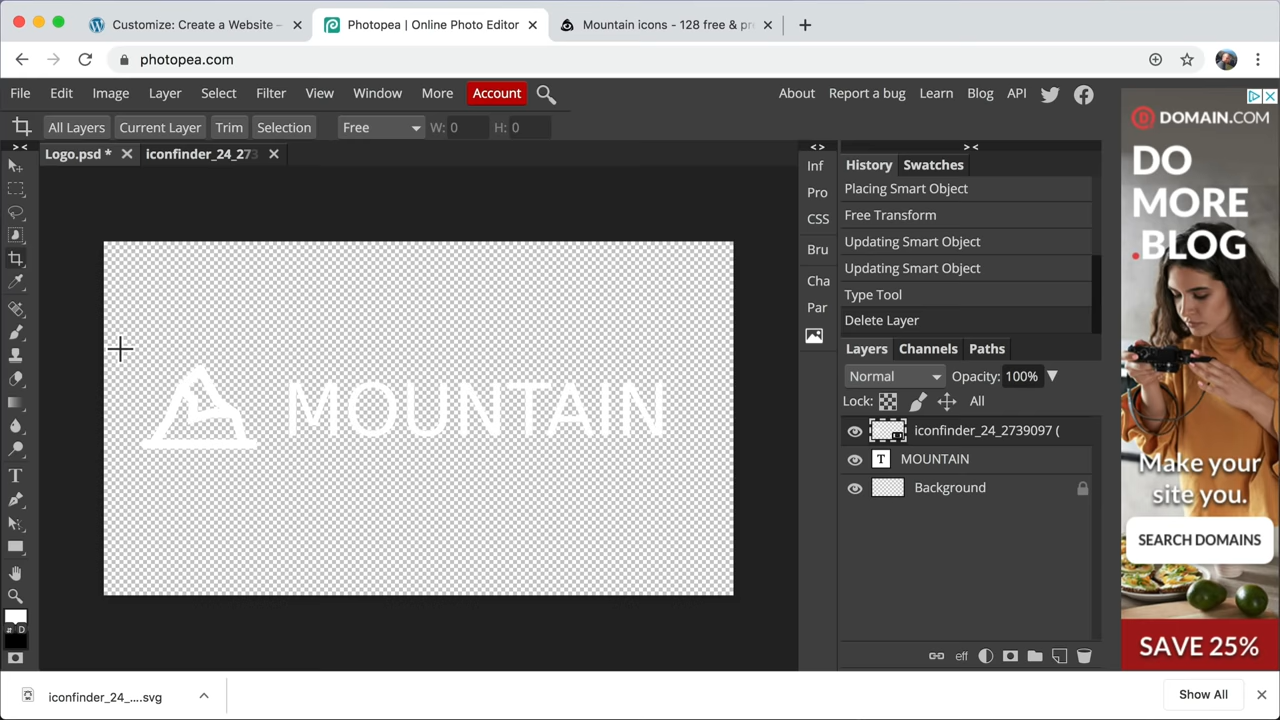 Customize: Create a Website –
Photopea | Online Photo Editor
Mountain icons - 128 free & pr
photopea.com
File Edit Image Layer Select Filter View Window More Account
About Report a bug Learn Blog API
All Layers Current Layer Trim Selection Free W: 0 H: 0
Logo.psd *
iconfinder_24_273
> <
< >
> <
Inf
Pro
CSS
Bru
Cha
Par
History Swatches
Placing Smart Object
Free Transform
Updating Smart Object
Updating Smart Object
Type Tool
Delete Layer
Layers Channels Paths
Normal Opacity: 100%
Lock: All
iconfinder_24_2739097 (
T MOUNTAIN
Background
eff
MOUNTAIN
T
D
D DOMAIN.COM
DO
MORE
.BLOG
Make your
site you.
SEARCH DOMAINS
SAVE 25%
iconfinder_24_....svg
Show All